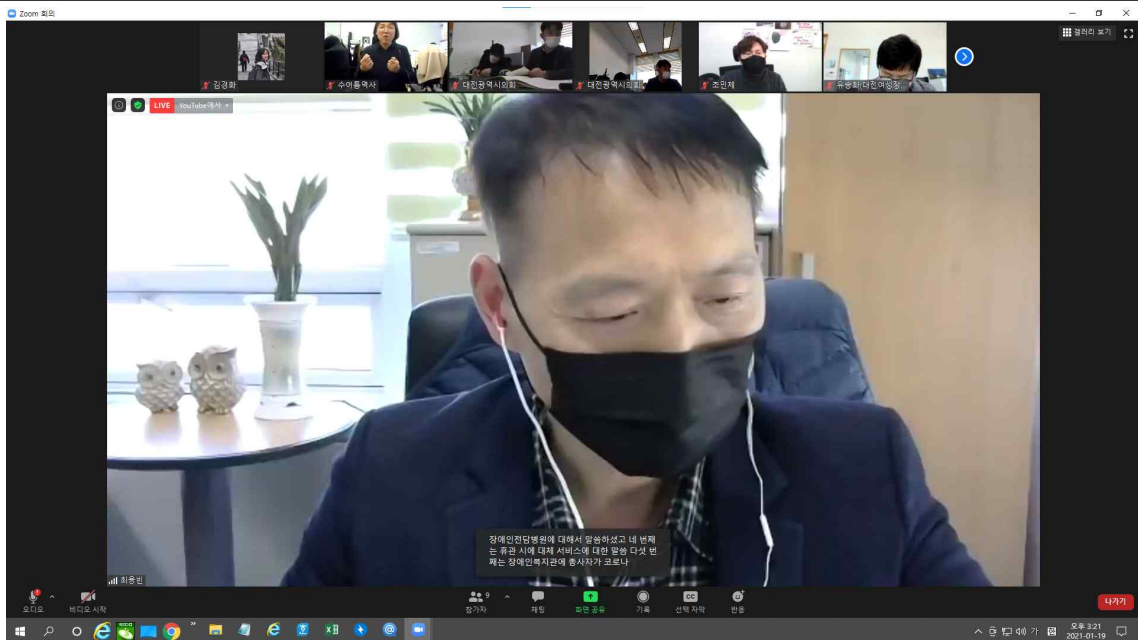 Zoom 회의
갤러리 보기
김경화
수어통역사
대전광역시의회
대전광역시의회
조민제
유승화/대전여성장...
LIVE
YouTube에서
장애인전담병원에 대해서 말씀하셨고 네 번째
는 휴관 시에 대체 서비스에 대한 말씀 다섯 번
째는 장애인복지관에 종사자가 코로나
최용빈
오디오
비디오 시작
9
참가자
채팅
화면 공유
기록
CC
선택 자막
반응
나가기
가
오후 3:21
2021-01-19